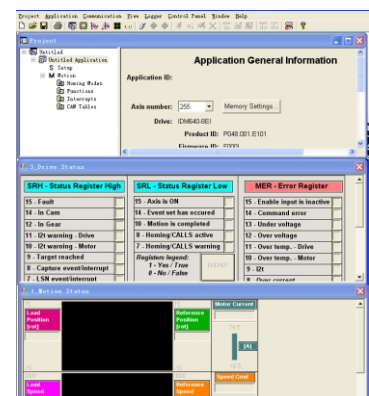 Project Application Communication View Logger Control Panel Window Help
Project
Untitled
Untitled Application
S Setup
M Motion
Homing Modes
Functions
Interrupts
CAM Tables
Application General Information
Application ID:
Axis number: 255 Memory Settings...
Drive: IDM640-8EI
Product ID: P048.001.E101
Firmware ID: F000I
Drive Status
SRH - Status Register High
15 - Fault
14 - In Cam
12 - In Gear
11 - I2t warning - Drive
10 - I2t warning - Motor
9 - Target reached
8 - Capture event/interrupt
7 - LSN event/interrupt
SRL - Status Register Low
15 - Axis is ON
14 - Event set has occured
10 - Motion is completed
8 - Homing/CALLS active
7 - Homing/CALLS warning
Registers legend:
1 - Yes / True
0 - No / False
MER - Error Register
15 - Enable input is inactive
14 - Command error
13 - Under voltage
12 - Over voltage
11 - Over temp. - Drive
10 - Over temp. - Motor
9 - I2t
8 - Over current
Motion Status
Load
Position
[rot]
Reference
Position
[rot]
Motor Current
[A]
Load
Speed
Reference
Speed
Speed Cmd